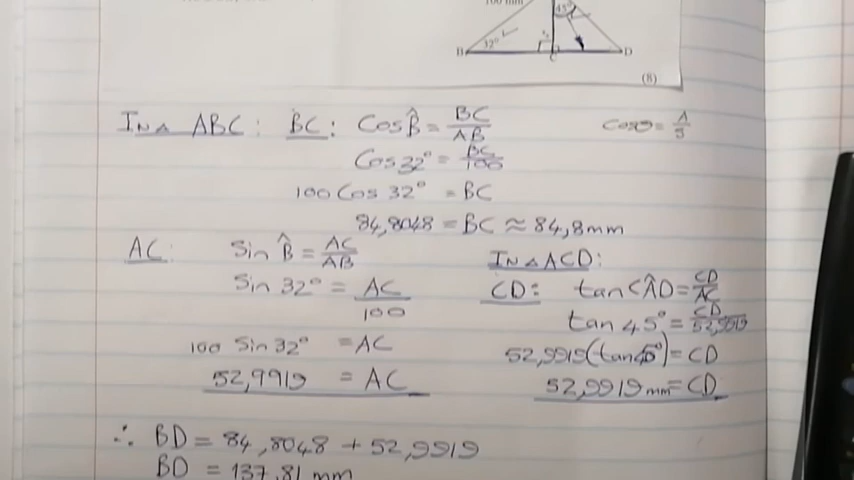 100 mm
45°
B 32° C D
(8)
In △ ABC: BC: Cos B̂ = BC/AB
Cosθ = A/S
Cos 32° = BC/100
100 Cos 32° = BC
84,8048 = BC ≈ 84,8mm
AC: Sin B̂ = AC/AB
Sin 32° = AC/100
100 Sin 32° = AC
52,9919 = AC
In △ ACD:
CD: tan CÂD = CD/AC
tan 45° = CD/52,9919
52,9919(tan45°) = CD
52,9919 mm = CD
∴ BD = 84,8048 + 52,9919
BD = 137,81 mm